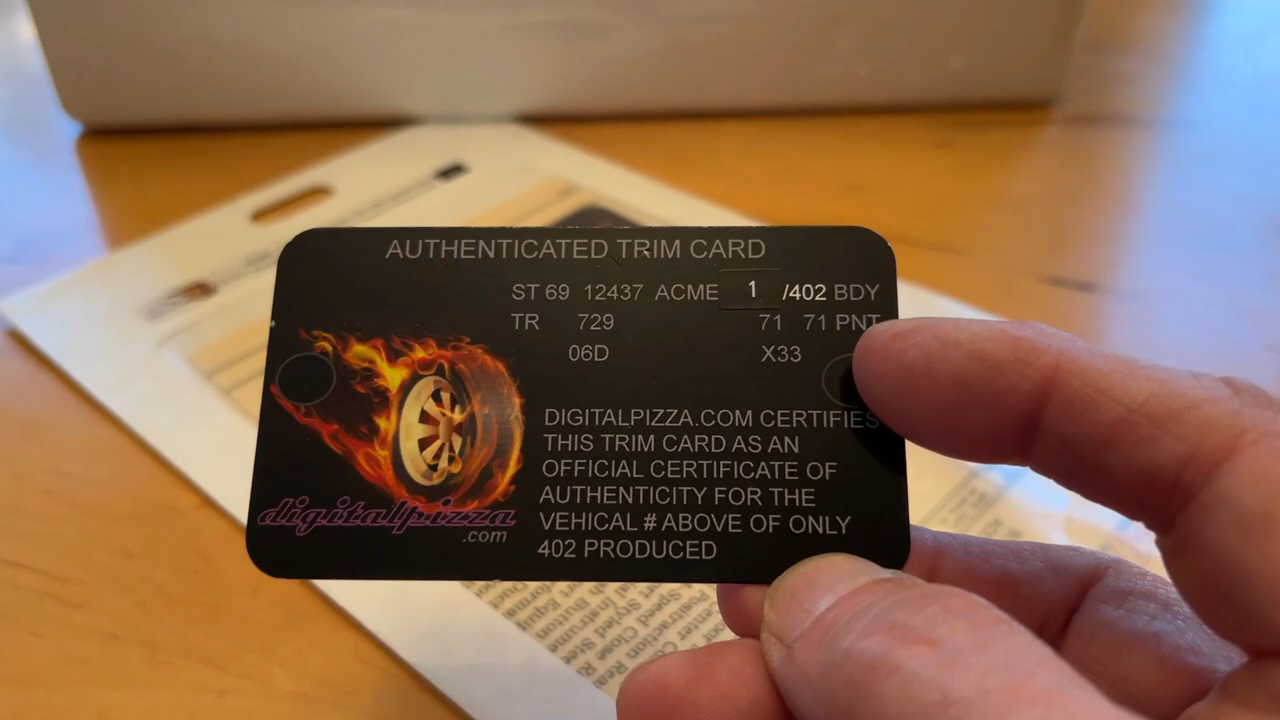 AUTHENTICATED TRIM CARD
ST 69 12437 ACME 1 /402 BDY
TR 729 71 71 PNT
06D X33
DIGITALPIZZA.COM CERTIFIES
THIS TRIM CARD AS AN
OFFICIAL CERTIFICATE OF
AUTHENTICITY FOR THE
VEHICAL # ABOVE OF ONLY
402 PRODUCED
digitalpizza
.com